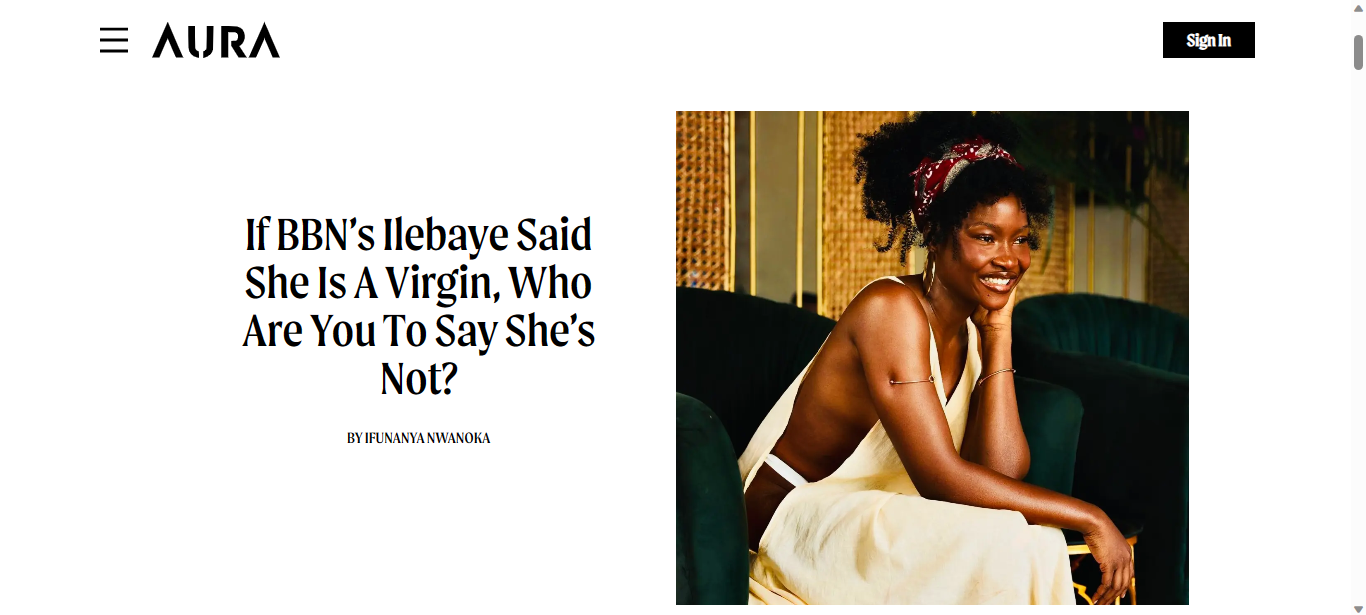 AURA
Sign In
If BBN’s Ilebaye Said
She Is A Virgin, Who
Are You To Say She’s
Not?
BY IFUNANYA NWANOKA